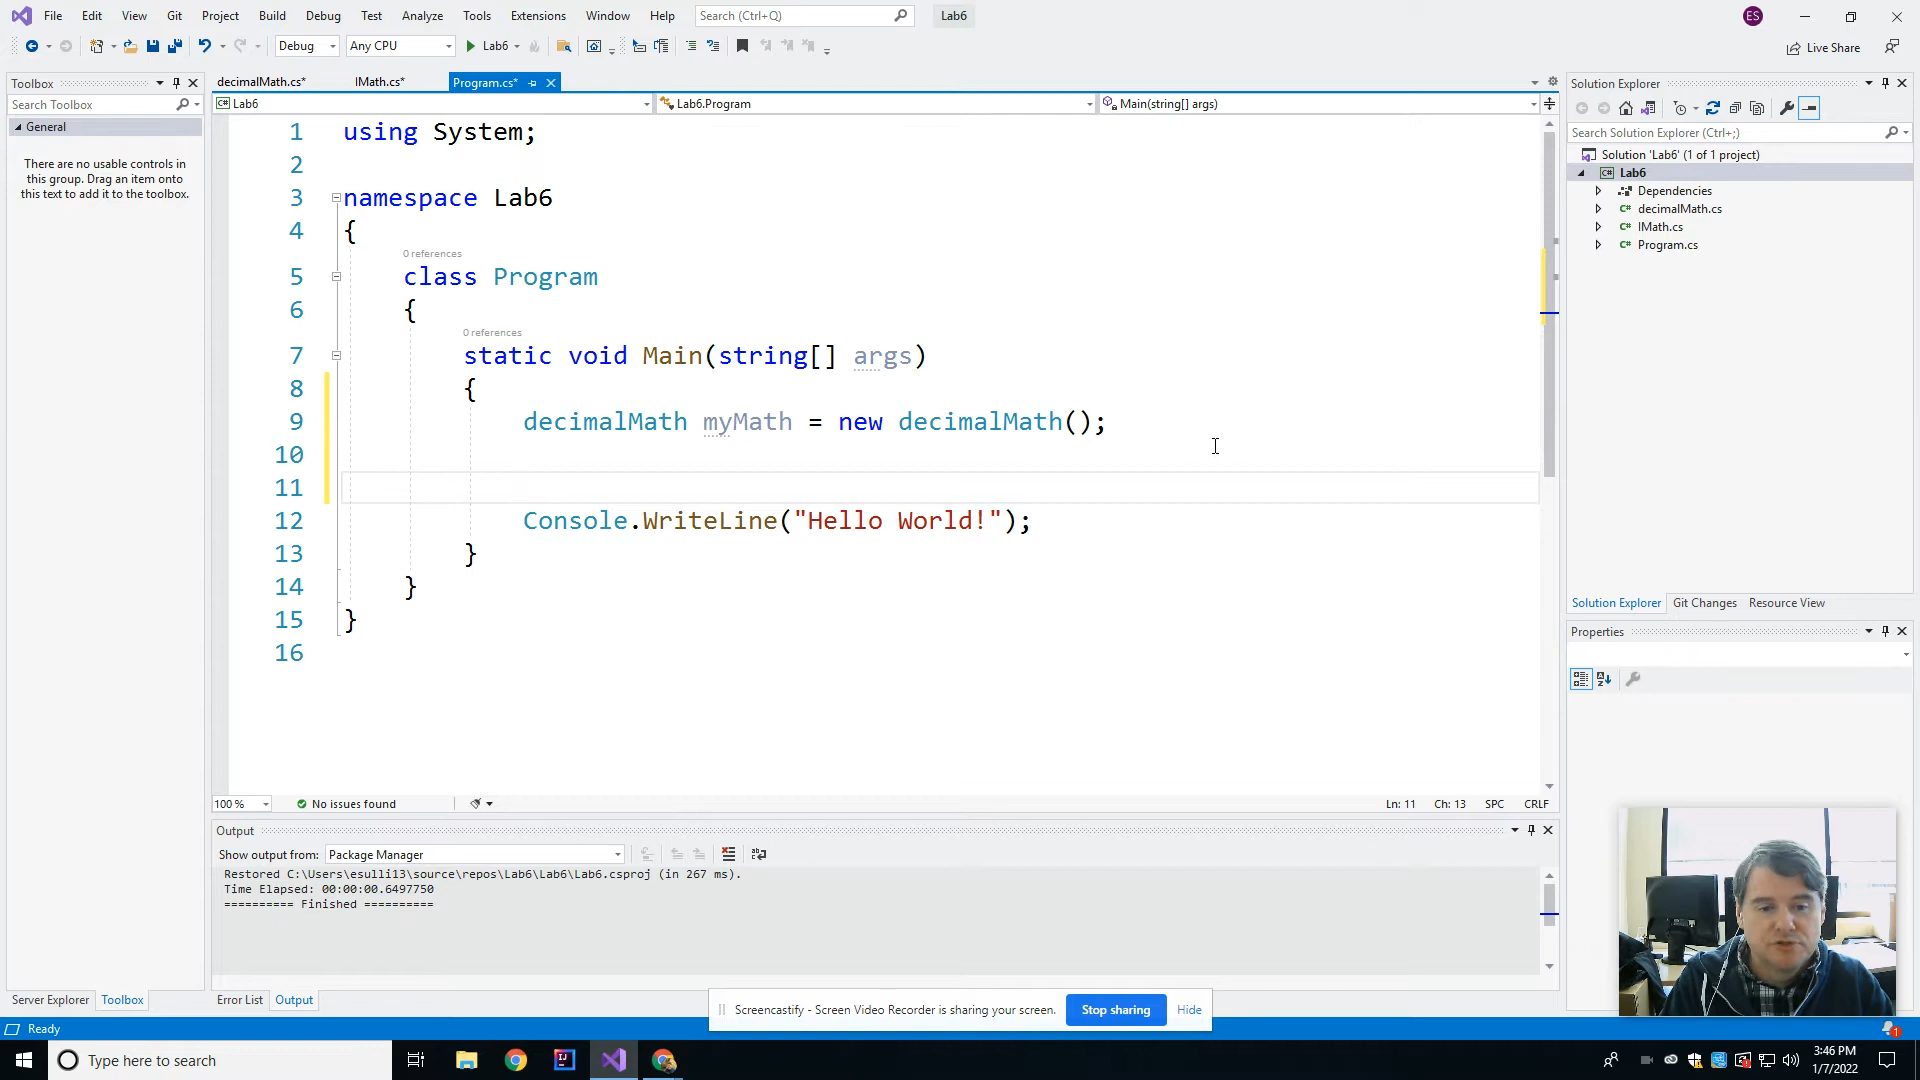 File Edit View Git Project Build Debug Test Analyze Tools Extensions Window Help Search (Ctrl+Q) Lab6 ES
Debug Any CPU Lab6 Live Share
Toolbox
Search Toolbox
General
There are no usable controls in
this group. Drag an item onto
this text to add it to the toolbox.
decimalMath.cs* IMath.cs* Program.cs*
Lab6 Lab6.Program Main(string[] args)
1 using System;
2
3 namespace Lab6
4 {
0 references
5 class Program
6 {
0 references
7 static void Main(string[] args)
8 {
9 decimalMath myMath = new decimalMath();
10
11
12 Console.WriteLine("Hello World!");
13 }
14 }
15 }
16
100 % No issues found Ln: 11 Ch: 13 SPC CRLF
Output
Show output from: Package Manager
Restored C:\Users\esulli13\source\repos\Lab6\Lab6\Lab6.csproj (in 267 ms).
Time Elapsed: 00:00:00.6497750
========== Finished ==========
Solution Explorer
Search Solution Explorer (Ctrl+;)
Solution 'Lab6' (1 of 1 project)
Lab6
Dependencies
decimalMath.cs
IMath.cs
Program.cs
Solution Explorer Git Changes Resource View
Properties
Server Explorer Toolbox Error List Output
Screencastify - Screen Video Recorder is sharing your screen. Stop sharing Hide
Ready 1
Type here to search
3:46 PM
1/7/2022